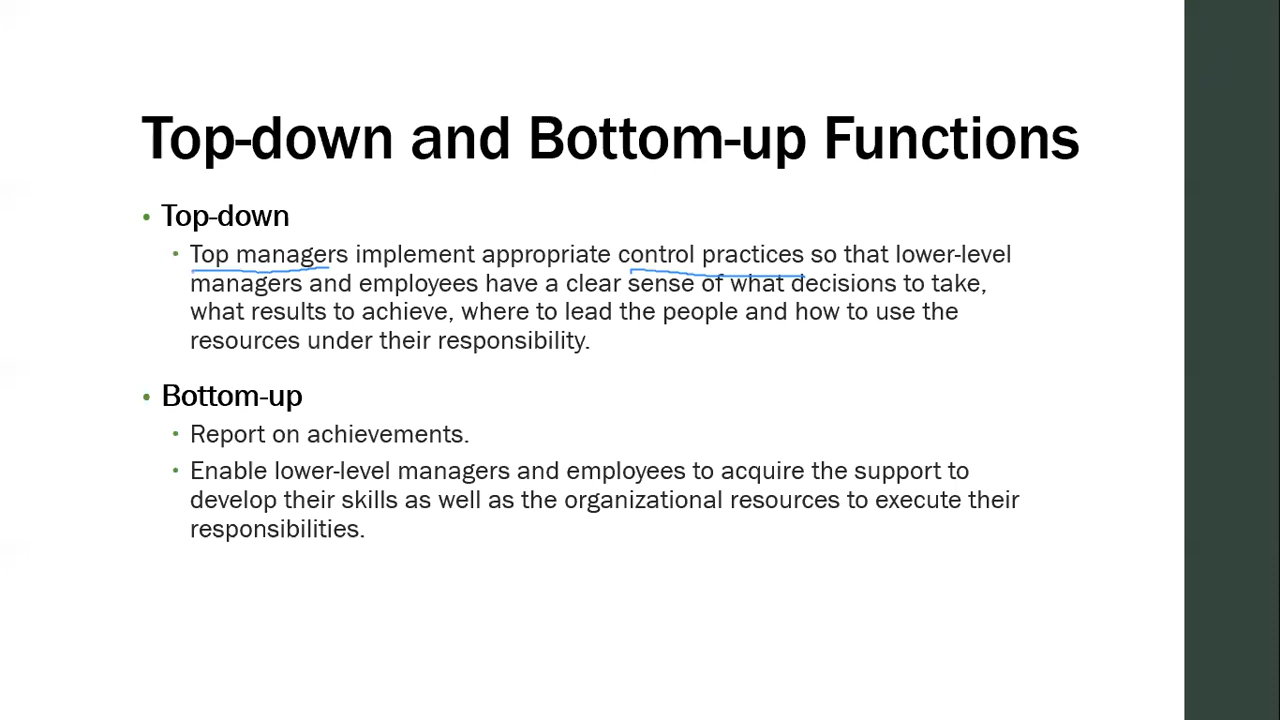 Top-down and Bottom-up Functions
• Top-down
• Top managers implement appropriate control practices so that lower-level
managers and employees have a clear sense of what decisions to take,
what results to achieve, where to lead the people and how to use the
resources under their responsibility.
• Bottom-up
• Report on achievements.
• Enable lower-level managers and employees to acquire the support to
develop their skills as well as the organizational resources to execute their
responsibilities.